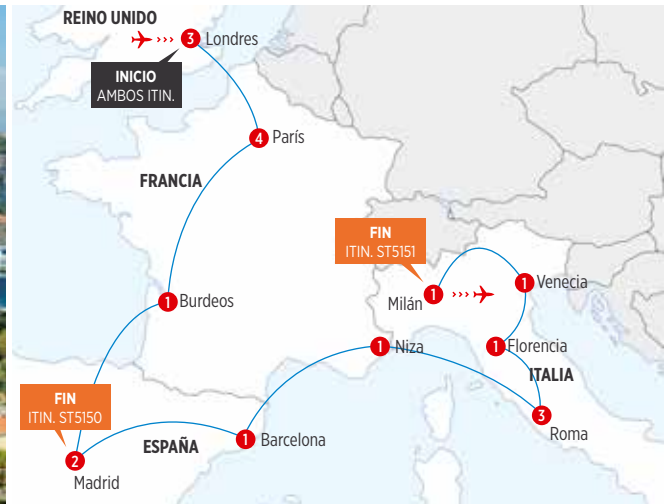 REINO UNIDO
3 Londres
INICIO
AMBOS ITIN.
4 París
FRANCIA
FIN
ITIN. ST5151
1 Venecia
Milán 1
1 Burdeos
1 Niza
1 Florencia
ITALIA
FIN
ITIN. ST5150
3
Roma
ESPAÑA
1 Barcelona
2
Madrid